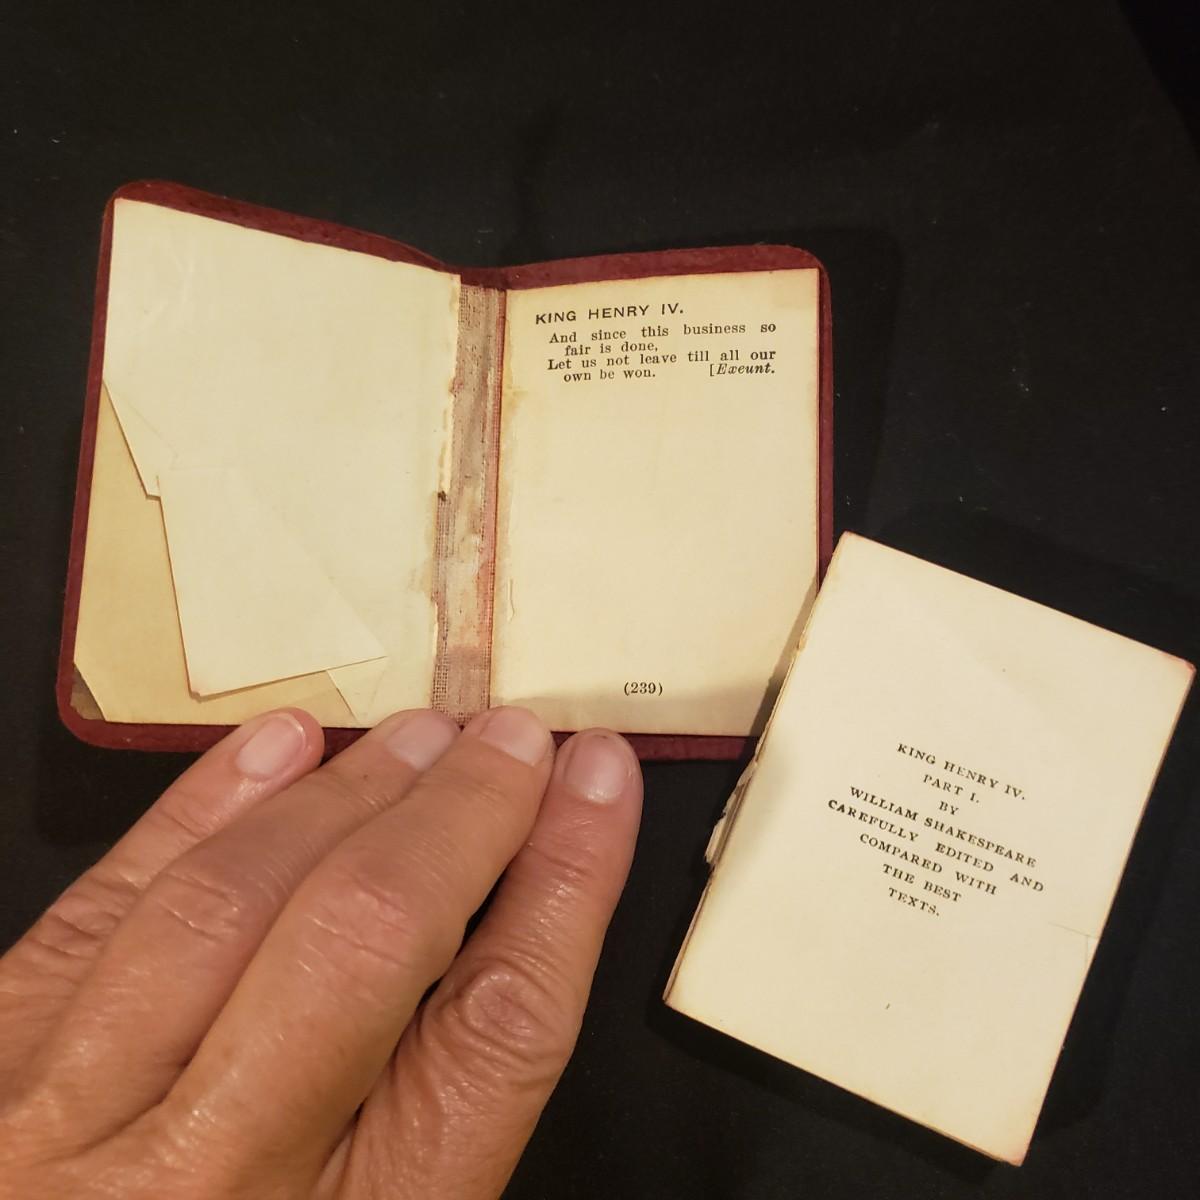 KING HENRY IV.
And since this business so
fair is done,
Let us not leave till all our
own be won. [Exeunt.
(239)
KING HENRY IV.
PART I.
BY
WILLIAM SHAKESPEARE
CAREFULLY EDITED AND
COMPARED WITH
THE BEST
TEXTS.